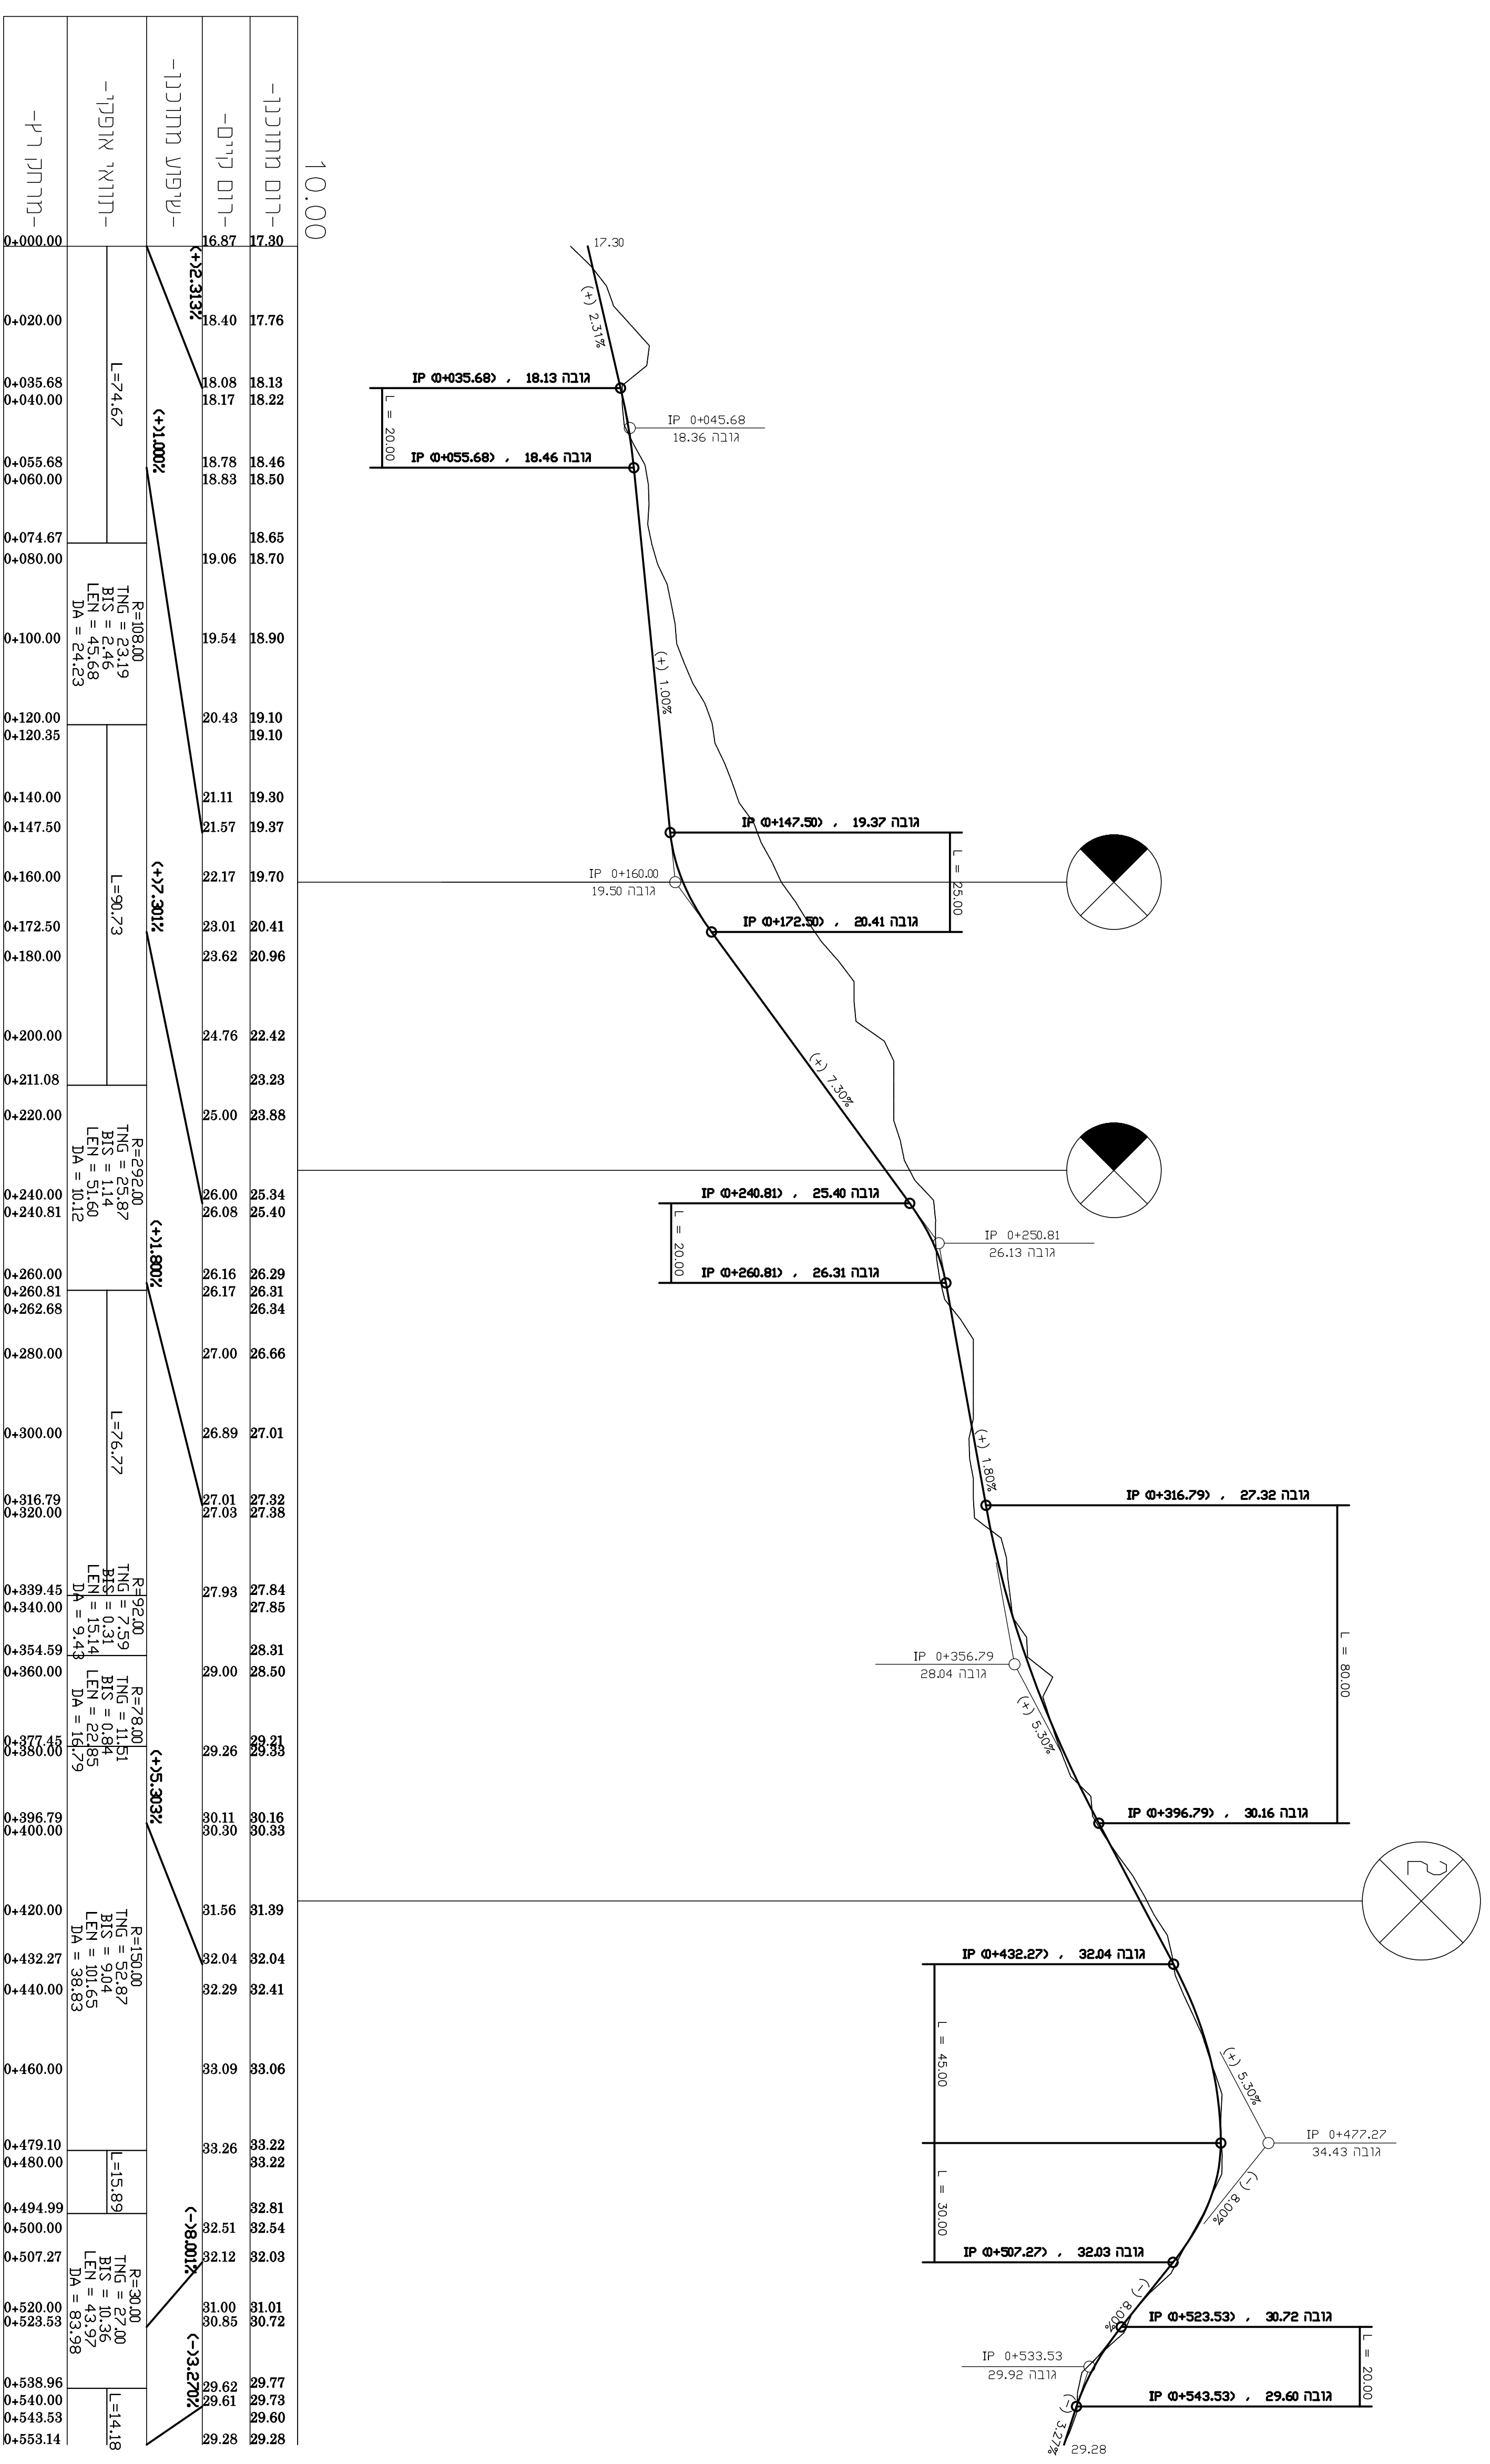 -רום מתוכנן-
-רום קיים-
-שיפוע מתוכנן-
-תוואי אופקי-
-מרחק רץ-
10.00
0+000.00 16.87 17.30
0+020.00 18.40 17.76
0+035.68 18.08 18.13
0+040.00 18.17 18.22
0+055.68 18.78 18.46
0+060.00 18.83 18.50
0+074.67 18.65
0+080.00 19.06 18.70
0+100.00 19.54 18.90
0+120.00 20.43 19.10
0+120.35 19.10
0+140.00 21.11 19.30
0+147.50 21.57 19.37
0+160.00 22.17 19.70
0+172.50 23.01 20.41
0+180.00 23.62 20.96
0+200.00 24.76 22.42
0+211.08 23.23
0+220.00 25.00 23.88
0+240.00 26.00 25.34
0+240.81 26.08 25.40
0+260.00 26.16 26.29
0+260.81 26.17 26.31
0+262.68 26.34
0+280.00 27.00 26.66
0+300.00 26.89 27.01
0+316.79 27.01 27.32
0+320.00 27.03 27.38
0+339.45 27.84
0+340.00 27.93 27.85
0+354.59 28.31
0+360.00 29.00 28.50
0+377.45 29.21
0+380.00 29.26 29.33
0+396.79 30.11 30.16
0+400.00 30.30 30.33
0+420.00 31.56 31.39
0+432.27 32.04 32.04
0+440.00 32.29 32.41
0+460.00 33.09 33.06
0+479.10 33.22
0+480.00 33.26 33.22
0+494.99 32.81
0+500.00 32.51 32.54
0+507.27 32.12 32.03
0+520.00 31.00 31.01
0+523.53 30.85 30.72
0+538.96 29.77
0+540.00 29.62 29.73
0+543.53 29.61 29.60
0+553.14 29.28 29.28
(+)2.313%
(+)1.000%
(+)7.301%
(+)1.800%
(+)5.303%
(-)8.001%
(-)3.270%
L=74.67
R=108.00
TNG = 23.19
BIS = 2.46
LEN = 45.68
DA = 24.23
L=90.73
R=292.00
TNG = 25.87
BIS = 1.14
LEN = 51.60
DA = 10.12
L=76.77
R=92.00
TNG = 7.59
BIS = 0.31
LEN = 15.14
DA = 9.43
R=78.00
TNG = 11.51
BIS = 0.84
LEN = 22.85
DA = 16.79
R=150.00
TNG = 52.87
BIS = 9.04
LEN = 101.65
DA = 38.83
L=15.89
R=30.00
TNG = 27.00
BIS = 10.36
LEN = 43.97
DA = 83.98
L=14.18
17.30
(+) 2.31%
IP (0+035.68) , 18.13 גובה
L = 20.00
IP 0+045.68
18.36 גובה
IP (0+055.68) , 18.46 גובה
(+) 1.00%
IP (0+147.50) , 19.37 גובה
L = 25.00
IP 0+160.00
19.50 גובה
IP (0+172.50) , 20.41 גובה
(+) 7.30%
IP (0+240.81) , 25.40 גובה
L = 20.00
IP 0+250.81
26.13 גובה
IP (0+260.81) , 26.31 גובה
(+) 1.80%
IP (0+316.79) , 27.32 גובה
L = 80.00
IP 0+356.79
28.04 גובה
(+) 5.30%
IP (0+396.79) , 30.16 גובה
2
IP (0+432.27) , 32.04 גובה
L = 45.00
(+) 5.30%
IP 0+477.27
34.43 גובה
(-) 8.00%
L = 30.00
IP (0+507.27) , 32.03 גובה
(-) 8.00%
IP (0+523.53) , 30.72 גובה
L = 20.00
IP 0+533.53
29.92 גובה
IP (0+543.53) , 29.60 גובה
(-) 3.27%
29.28